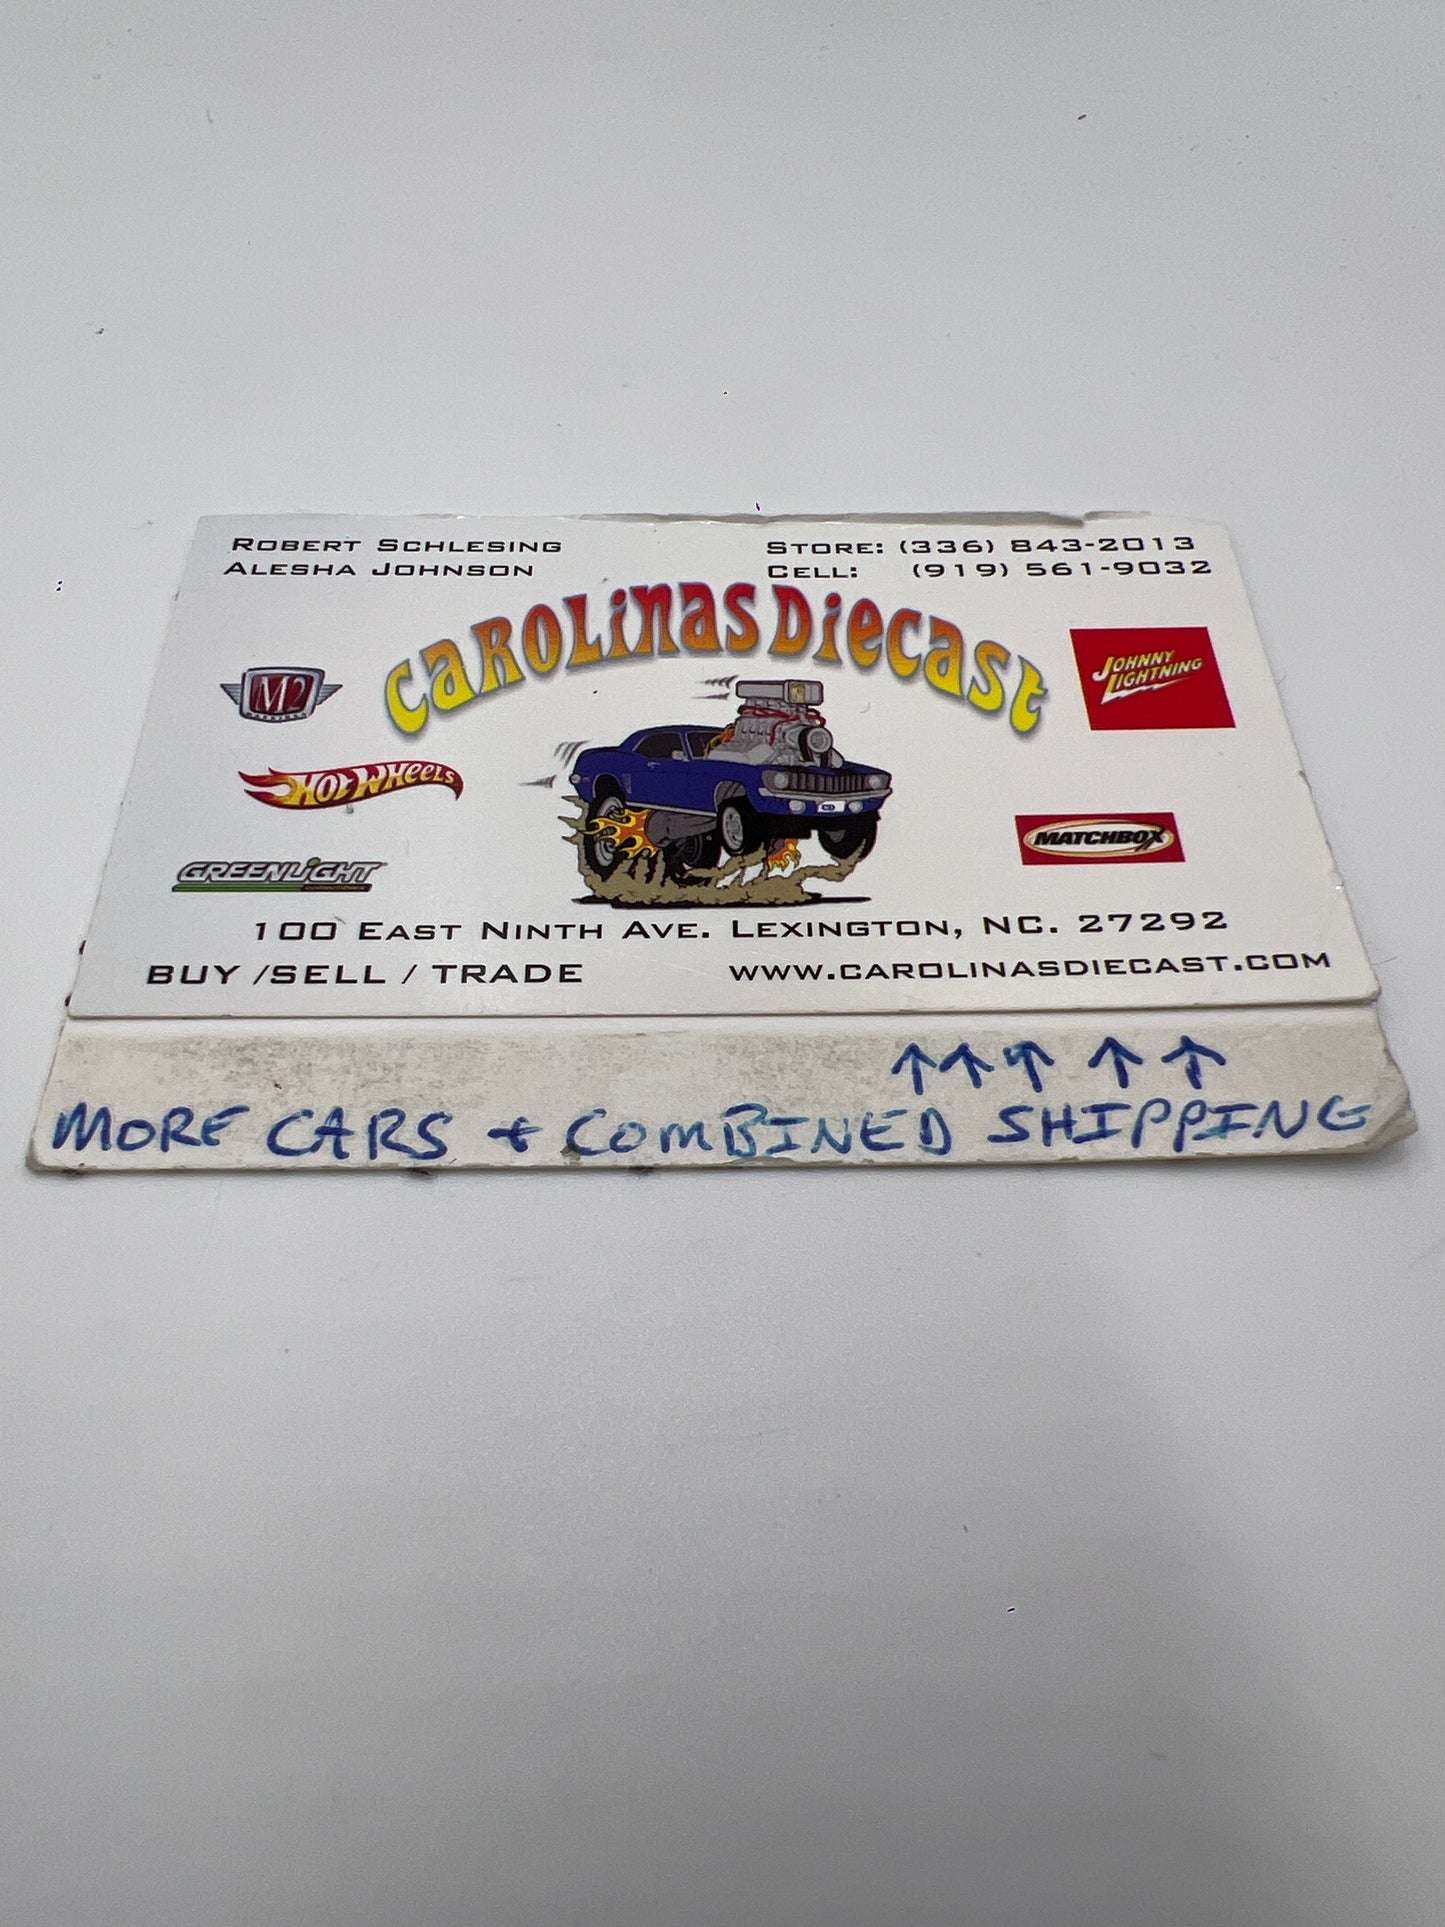 ROBERT SCHLESING
ALESHA JOHNSON
STORE: (336) 843-2013
CELL: (919) 561-9032
CAROLINAS DIECAST
M2
JOHNNY LIGHTNING
HOT WHEELS
MATCHBOX
GREENLIGHT
100 EAST NINTH AVE. LEXINGTON, NC. 27292
BUY /SELL / TRADE
WWW.CAROLINASDIECAST.COM
↑ ↑ ↑ ↑ ↑
MORE CARS + COMBINED SHIPPING